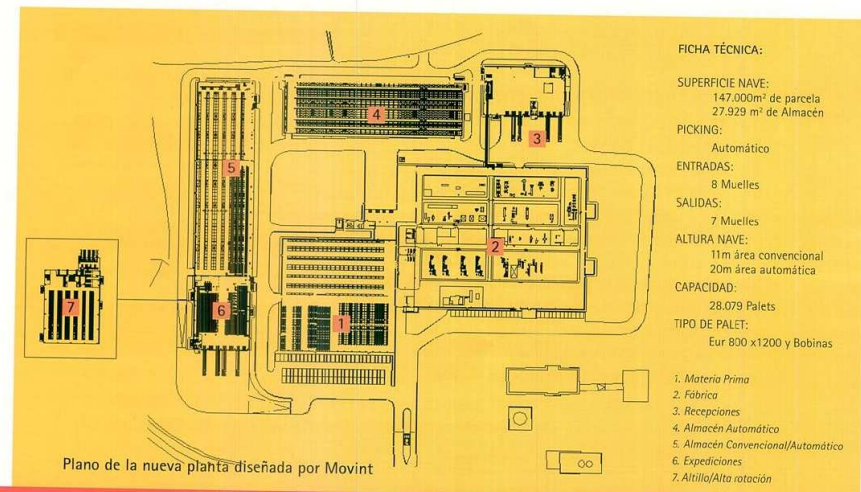 FICHA TÉCNICA:
SUPERFICIE NAVE:
147.000m² de parcela
27.929 m² de Almacén
PICKING:
Automático
ENTRADAS:
8 Muelles
SALIDAS:
7 Muelles
ALTURA NAVE:
11m área convencional
20m área automática
CAPACIDAD:
28.079 Palets
TIPO DE PALET:
Eur 800 x1200 y Bobinas
1. Materia Prima
2. Fábrica
3. Recepciones
4. Almacén Automático
5. Almacén Convencional/Automático
6. Expediciones
7. Altillo/Alta rotación
4
3
5
2
7
6
1
Plano de la nueva planta diseñada por Movint